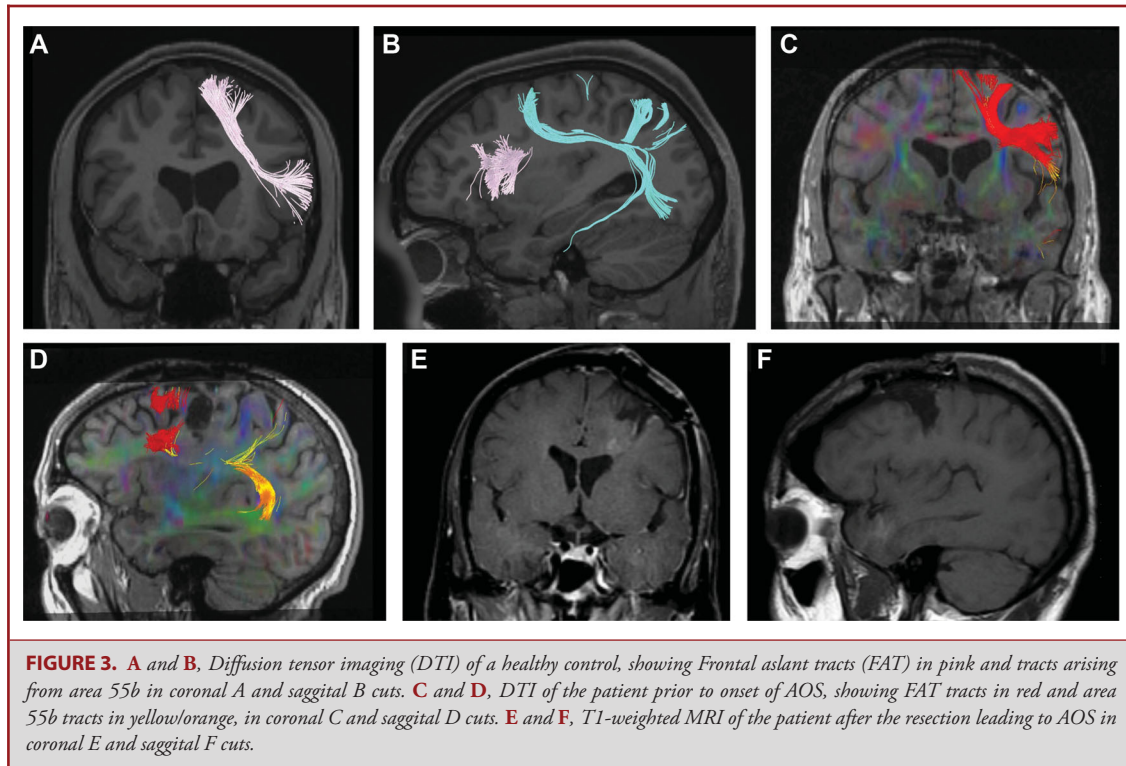 A
B
C
D
E
F
FIGURE 3. A and B, Diffusion tensor imaging (DTI) of a healthy control, showing Frontal aslant tracts (FAT) in pink and tracts arising
from area 55b in coronal A and saggital B cuts. C and D, DTI of the patient prior to onset of AOS, showing FAT tracts in red and area
55b tracts in yellow/orange, in coronal C and saggital D cuts. E and F, T1-weighted MRI of the patient after the resection leading to AOS in
coronal E and saggital F cuts.